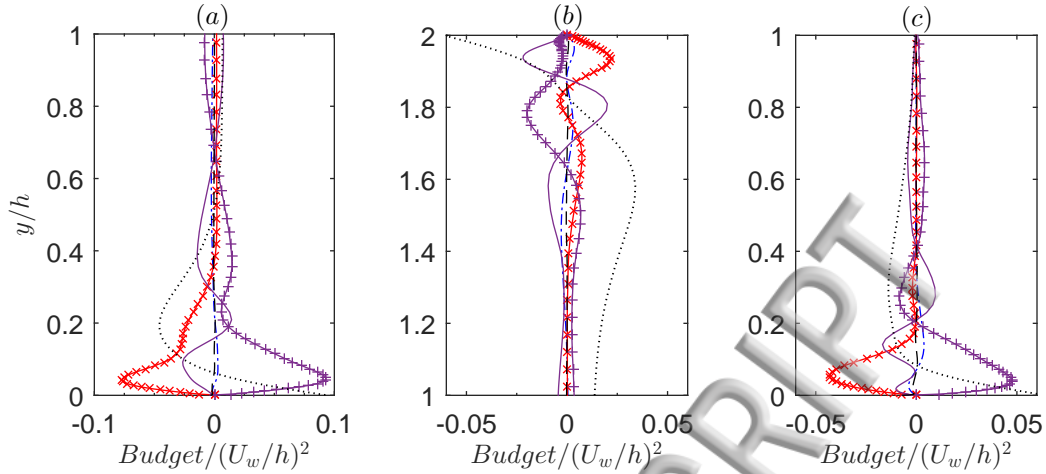 (a) (b) (c)
1 2 1
0.8 1.8 0.8
0.6 1.6 0.6
0.4 1.4 0.4
0.2 1.2 0.2
0 1 0
y/h
-0.1 0 0.1 -0.05 0 0.05 -0.05 0 0.05
Budget/(U_w/h)^2 Budget/(U_w/h)^2 Budget/(U_w/h)^2
RIPT